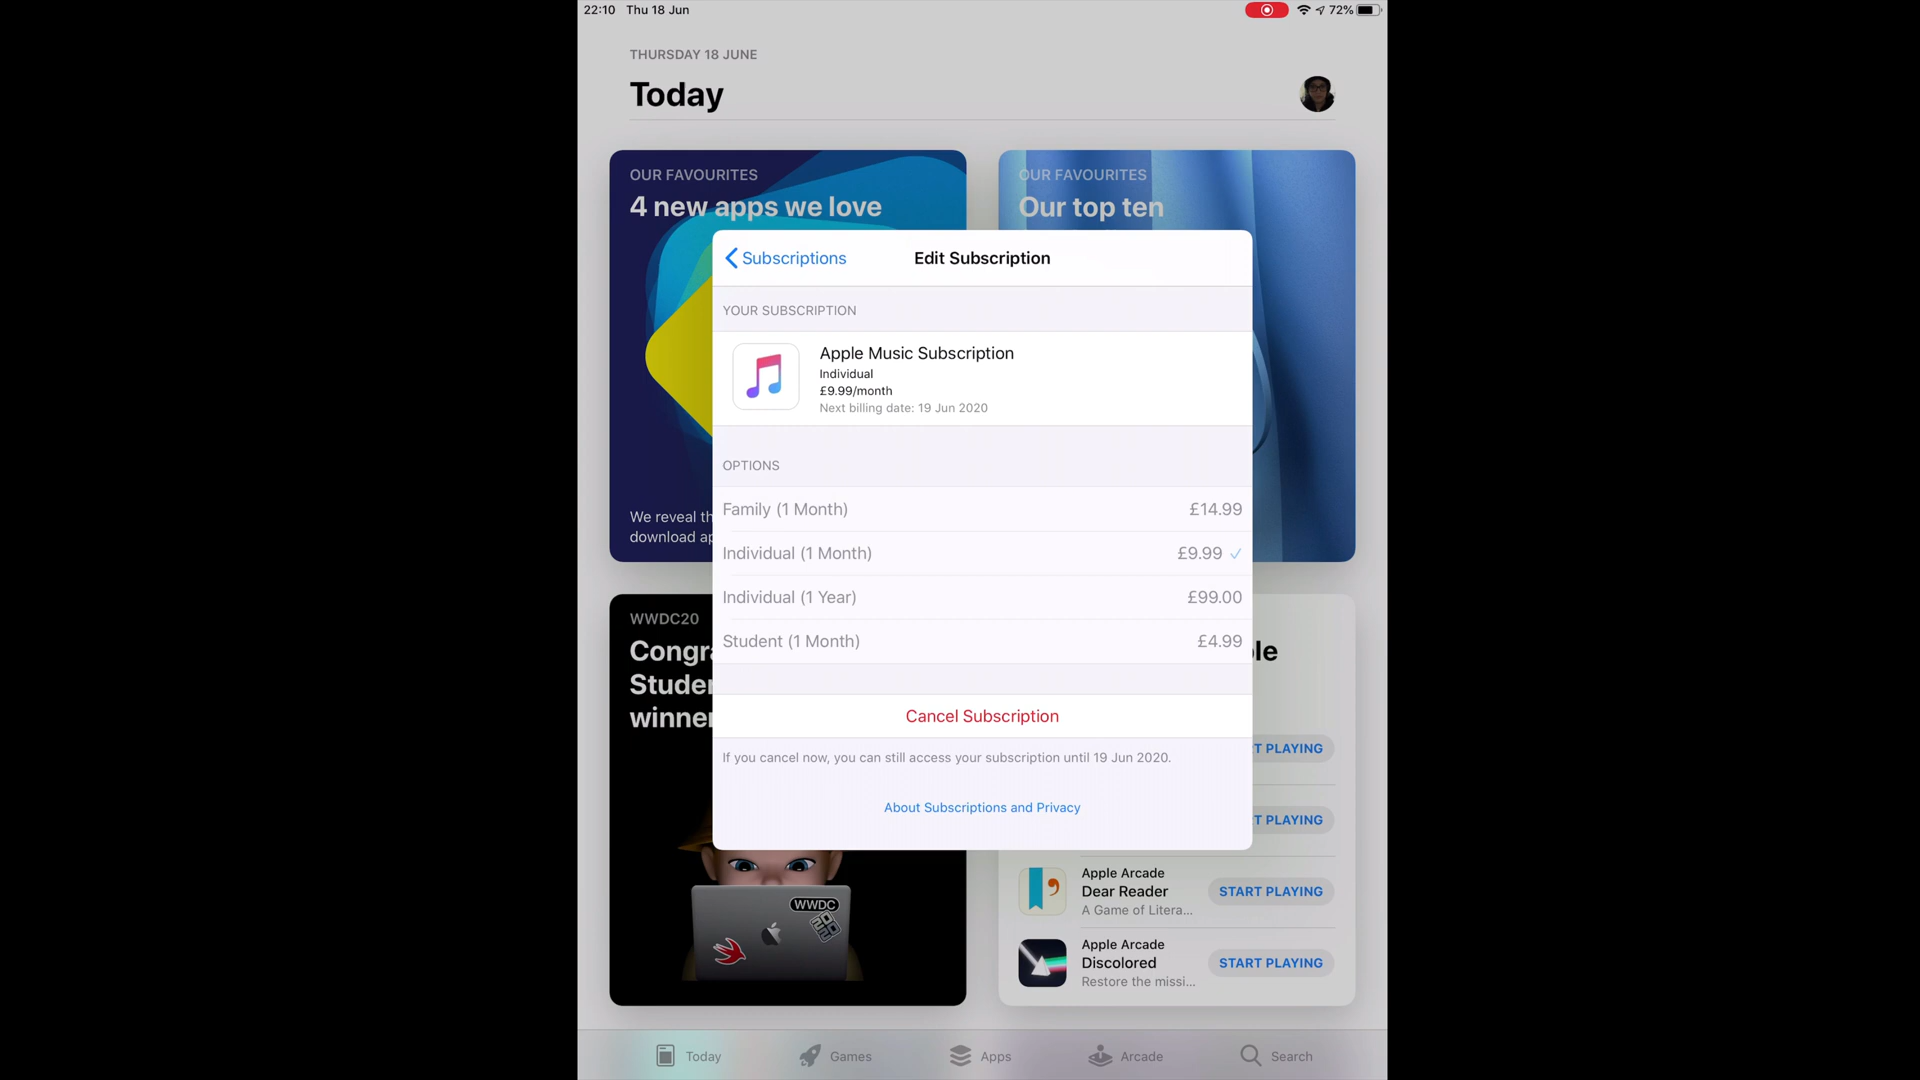 22:10 Thu 18 Jun
72%
THURSDAY 18 JUNE
Today
OUR FAVOURITES
4 new apps we love
We reveal th
download ap
OUR FAVOURITES
Our top ten
Subscriptions
Edit Subscription
YOUR SUBSCRIPTION
Apple Music Subscription
Individual
£9.99/month
Next billing date: 19 Jun 2020
OPTIONS
Family (1 Month) £14.99
Individual (1 Month) £9.99
Individual (1 Year) £99.00
Student (1 Month) £4.99
Cancel Subscription
If you cancel now, you can still access your subscription until 19 Jun 2020.
About Subscriptions and Privacy
WWDC20
Congra
Studen
winner
WWDC
le
T PLAYING
T PLAYING
Apple Arcade
Dear Reader
A Game of Litera...
START PLAYING
Apple Arcade
Discolored
Restore the missi...
START PLAYING
Today
Games
Apps
Arcade
Search